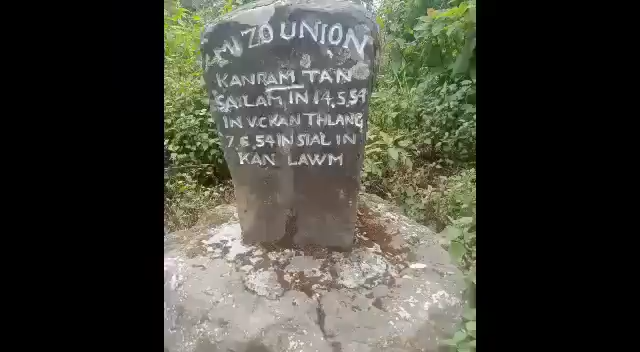 MIZO UNION
KANRAM TAN
SAILAM IN 14,5,54
IN V.C KAN THLANG
7,6,54 IN SIAL IN
KAN LAWM